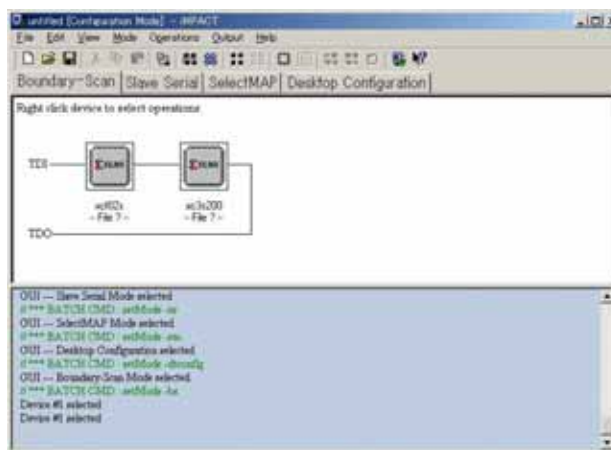 untitled [Configuration Mode] - iMPACT
File Edit View Mode Operations Output Help
Boundary-Scan Slave Serial SelectMAP Desktop Configuration
Right click device to select operations
TDI
XILINX XILINX
xcf02s xc3s200
- File ? - - File ? -
TDO
GUI --- Slave Serial Mode selected
// *** BATCH CMD : setMode -ss
GUI --- SelectMAP Mode selected
// *** BATCH CMD : setMode -sm
GUI --- Desktop Configuration selected
// *** BATCH CMD : setMode -dtconfig
GUI --- Boundary-Scan Mode selected
// *** BATCH CMD : setMode -bs
Device #1 selected
Device #1 selected